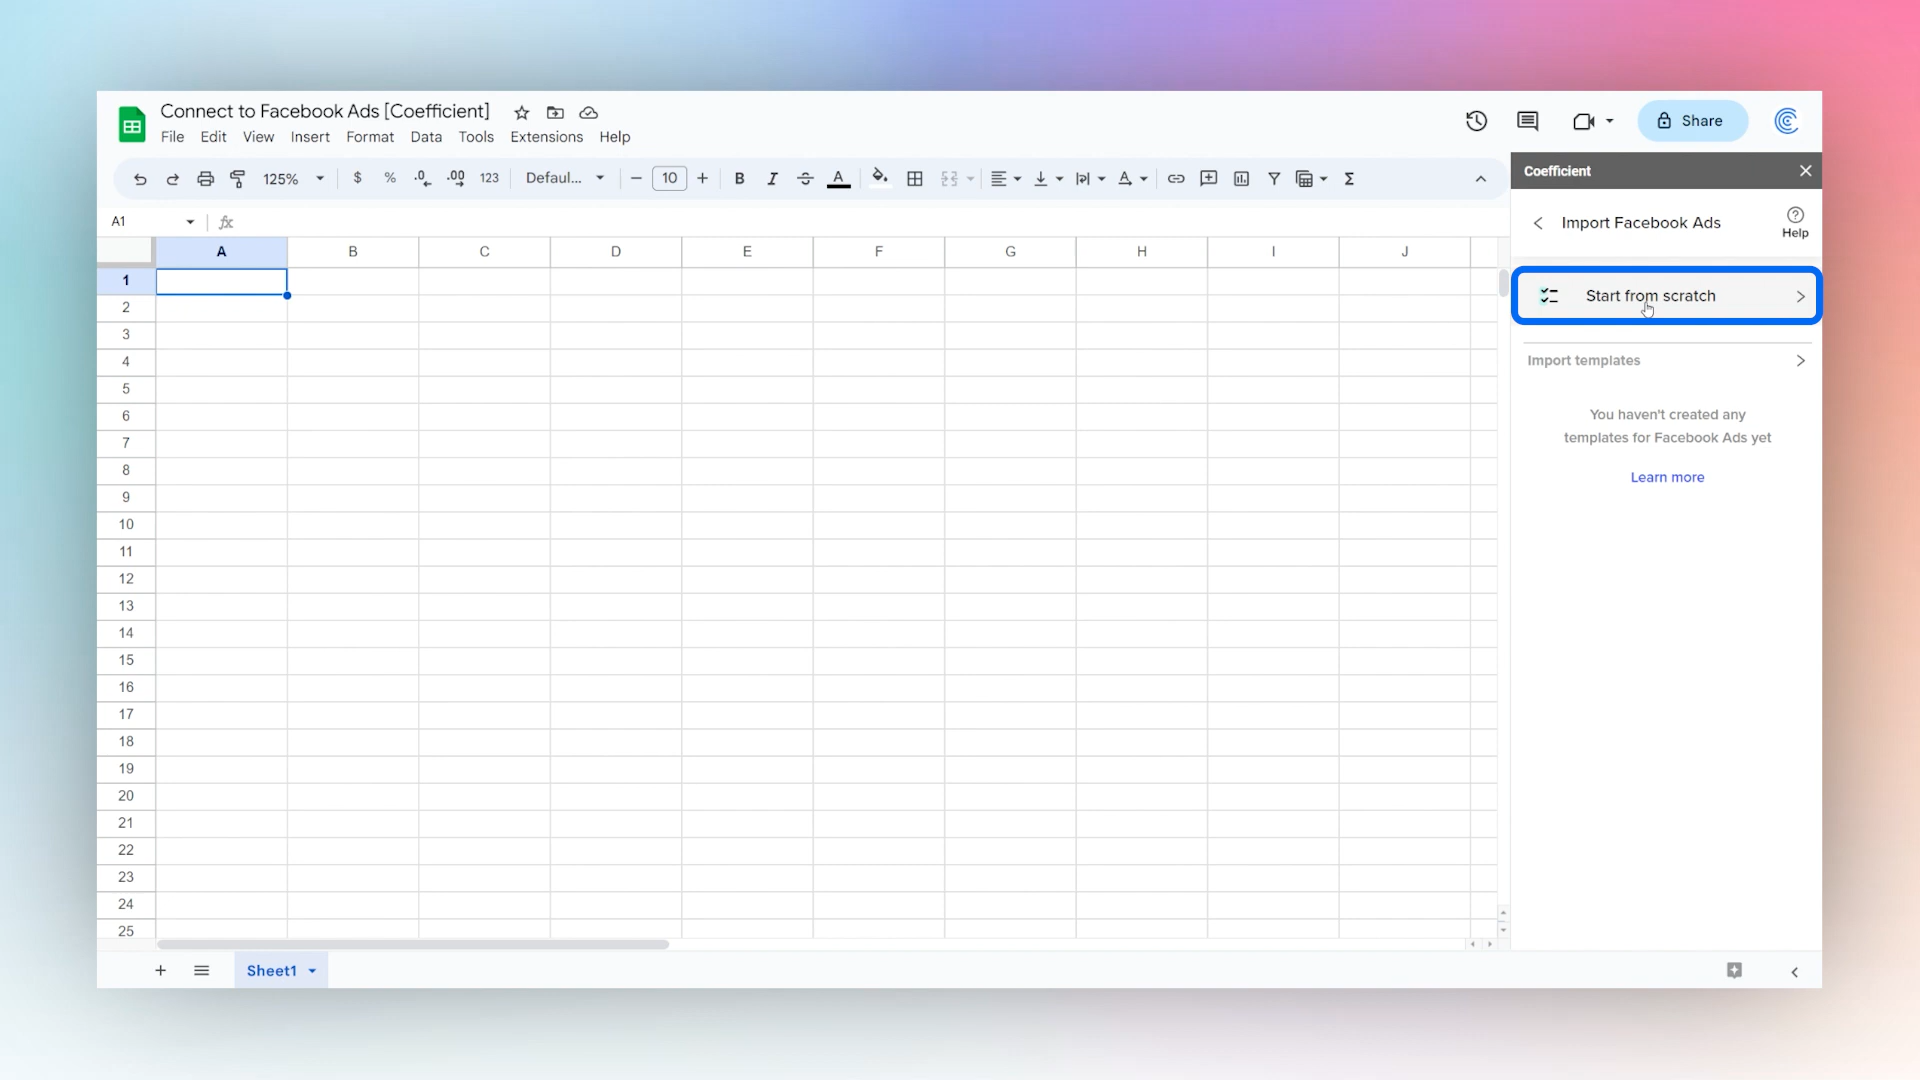 Connect to Facebook Ads [Coefficient]
File Edit View Insert Format Data Tools Extensions Help
Share
125% $ % .0 .00 123 Defaul... 10 B I S A
Coefficient
A1 fx
Import Facebook Ads
Help
A B C D E F G H I J
Start from scratch
Import templates
You haven't created any
templates for Facebook Ads yet
Learn more
1
2
3
4
5
6
7
8
9
10
11
12
13
14
15
16
17
18
19
20
21
22
23
24
25
Sheet1